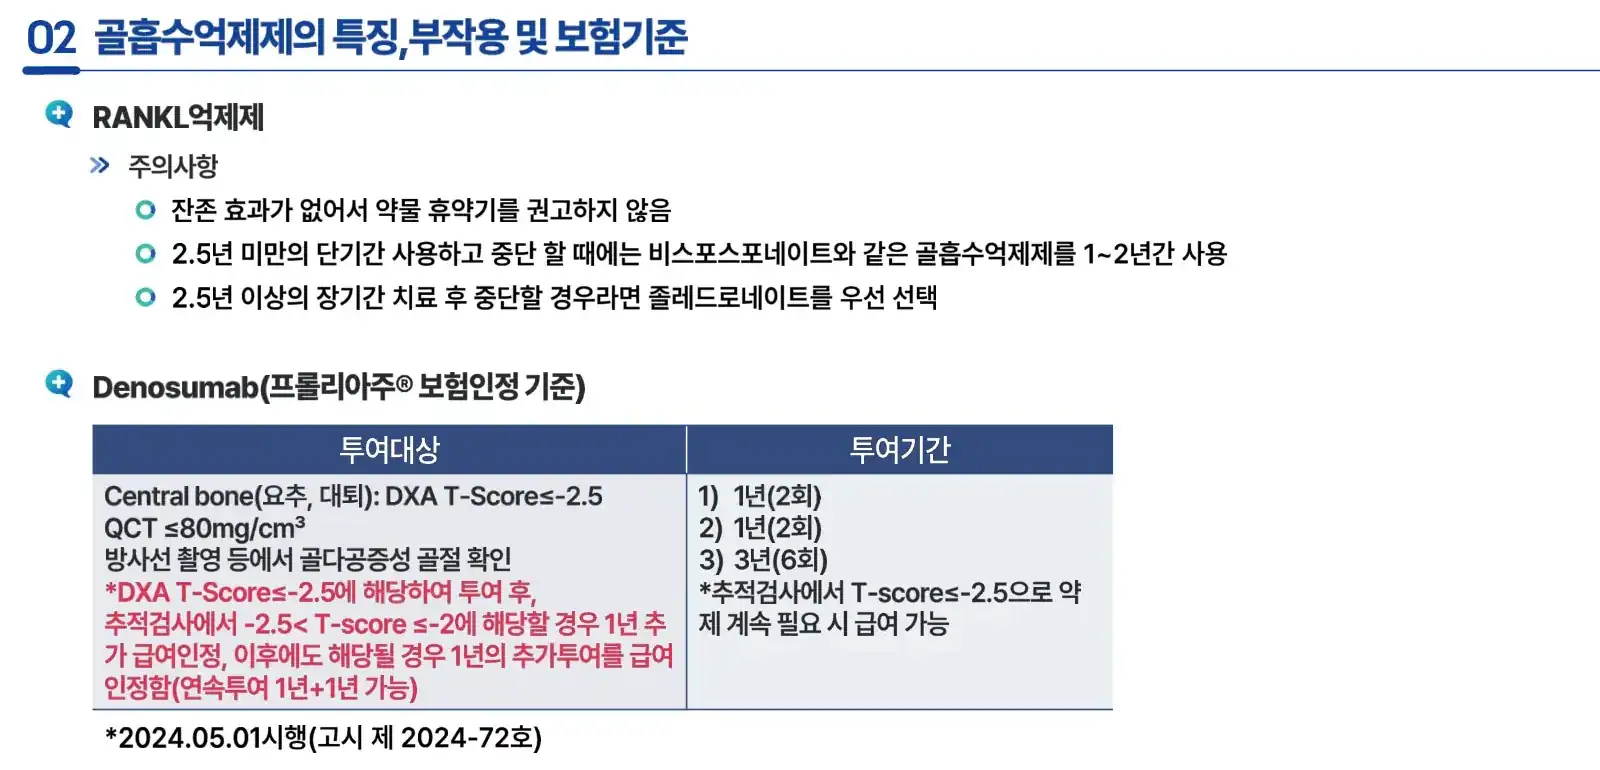 02 골흡수억제제의 특징,부작용 및 보험기준
RANKL억제제
주의사항
잔존 효과가 없어서 약물 휴약기를 권고하지 않음
2.5년 미만의 단기간 사용하고 중단 할 때에는 비스포스포네이트와 같은 골흡수억제제를 1~2년간 사용
2.5년 이상의 장기간 치료 후 중단할 경우라면 졸레드로네이트를 우선 선택
Denosumab(프롤리아주® 보험인정 기준)
투여대상
Central bone(요추, 대퇴): DXA T-Score≤-2.5
QCT ≤80mg/cm³
방사선 촬영 등에서 골다공증성 골절 확인
*DXA T-Score≤-2.5에 해당하여 투여 후,
추적검사에서 -2.5< T-score ≤-2에 해당할 경우 1년 추
가 급여인정, 이후에도 해당될 경우 1년의 추가투여를 급여
인정함(연속투여 1년+1년 가능)
투여기간
1) 1년(2회)
2) 1년(2회)
3) 3년(6회)
*추적검사에서 T-score≤-2.5으로 약
제 계속 필요 시 급여 가능
*2024.05.01시행(고시 제 2024-72호)